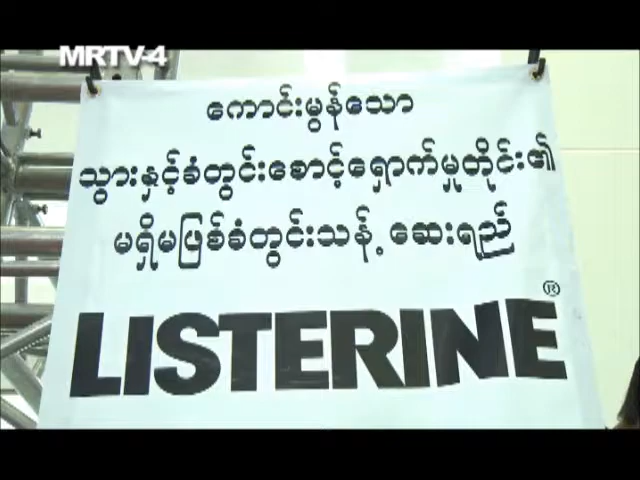 MRTV-4
ကောင်းမွန်သော
သွားနှင့်ခံတွင်းစောင့်ရှောက်မှုတိုင်း၏
မရှိမဖြစ်ခံတွင်းသန့် ဆေးရည်
LISTERINE®